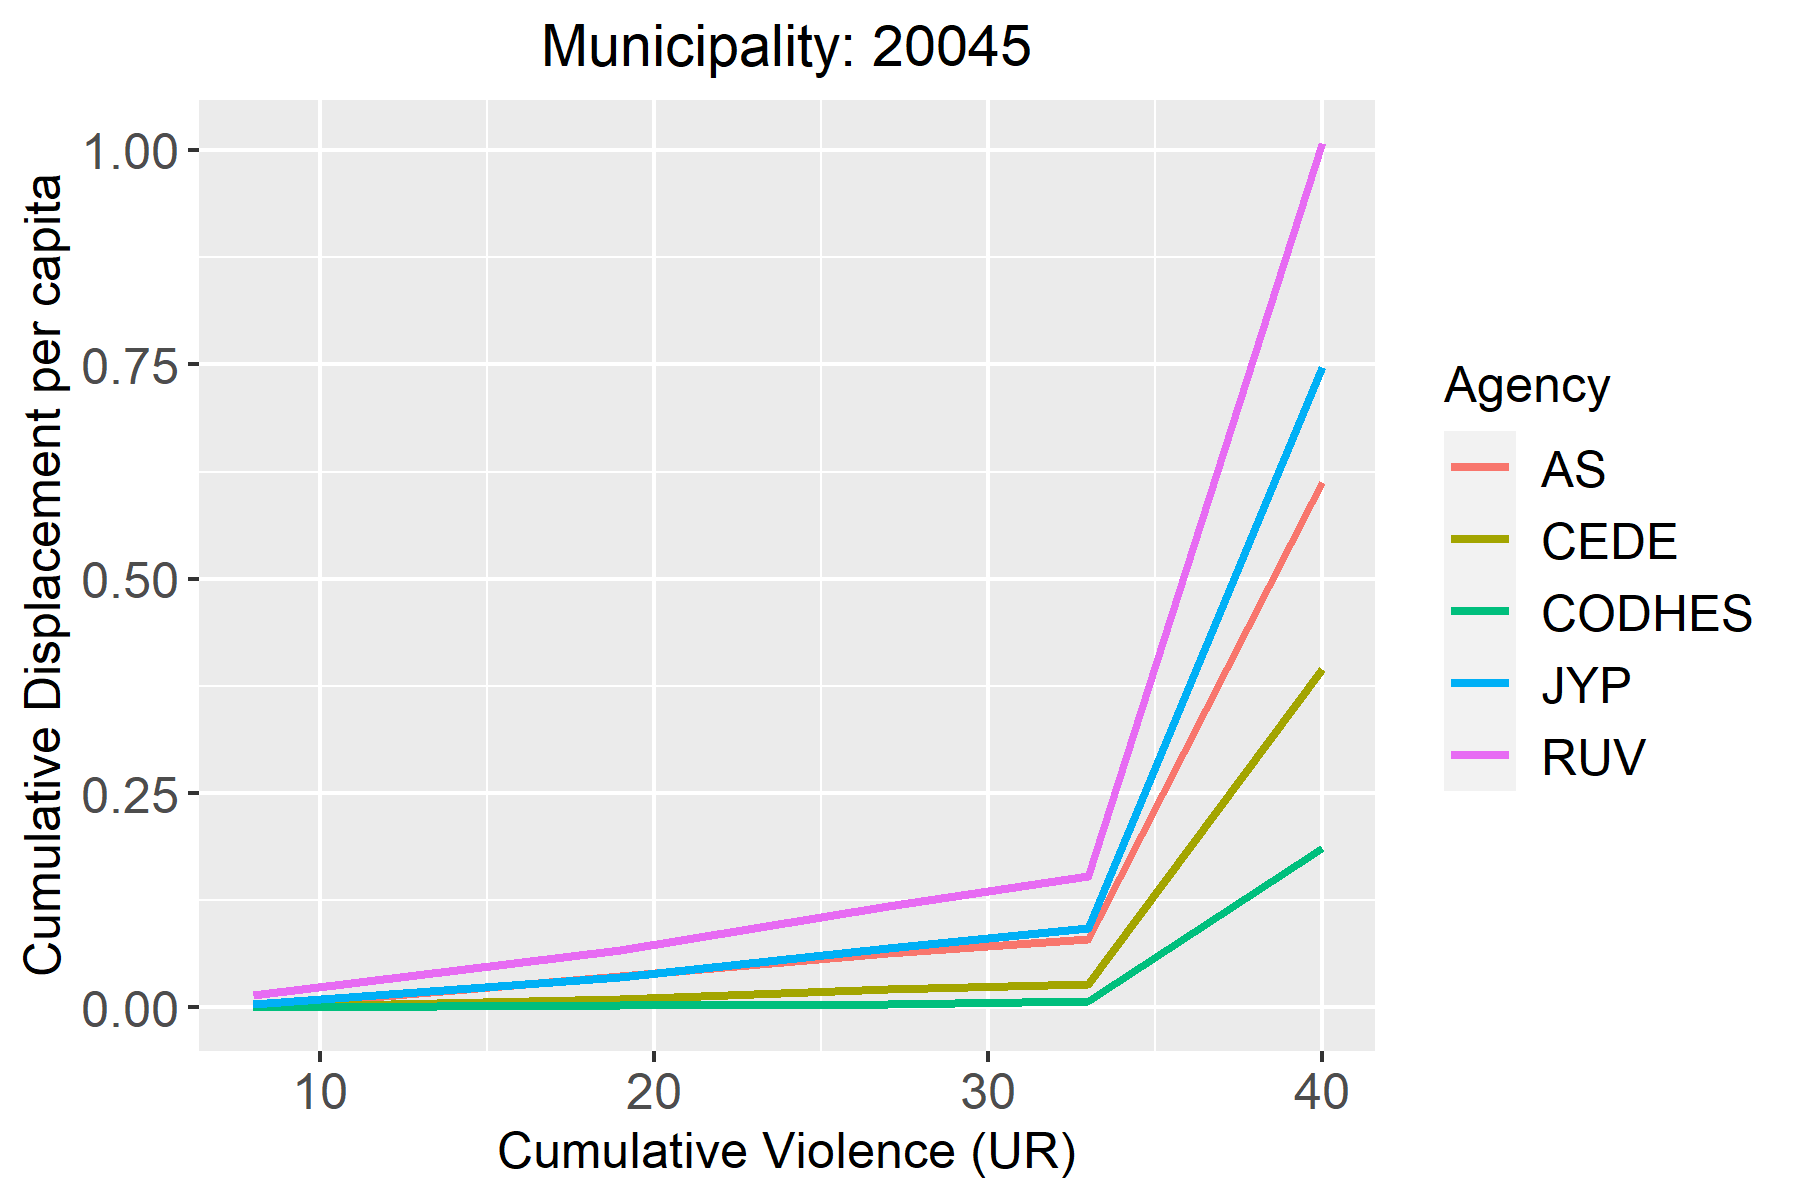 Municipality: 20045
Cumulative Displacement per capita
1.00
0.75
0.50
0.25
0.00
10 20 30 40
Cumulative Violence (UR)
Agency
AS
CEDE
CODHES
JYP
RUV